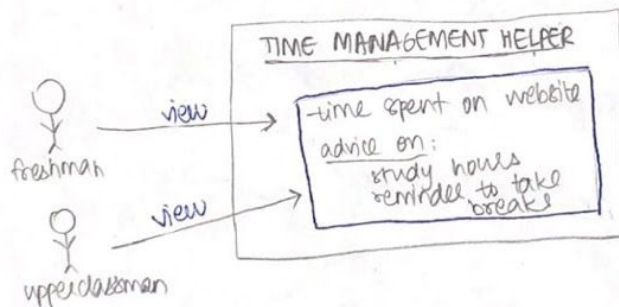 TIME MANAGEMENT HELPER
view
time spent on website
freshman
advice on:
study hours
reminder to take
breaks
view
upperclassman